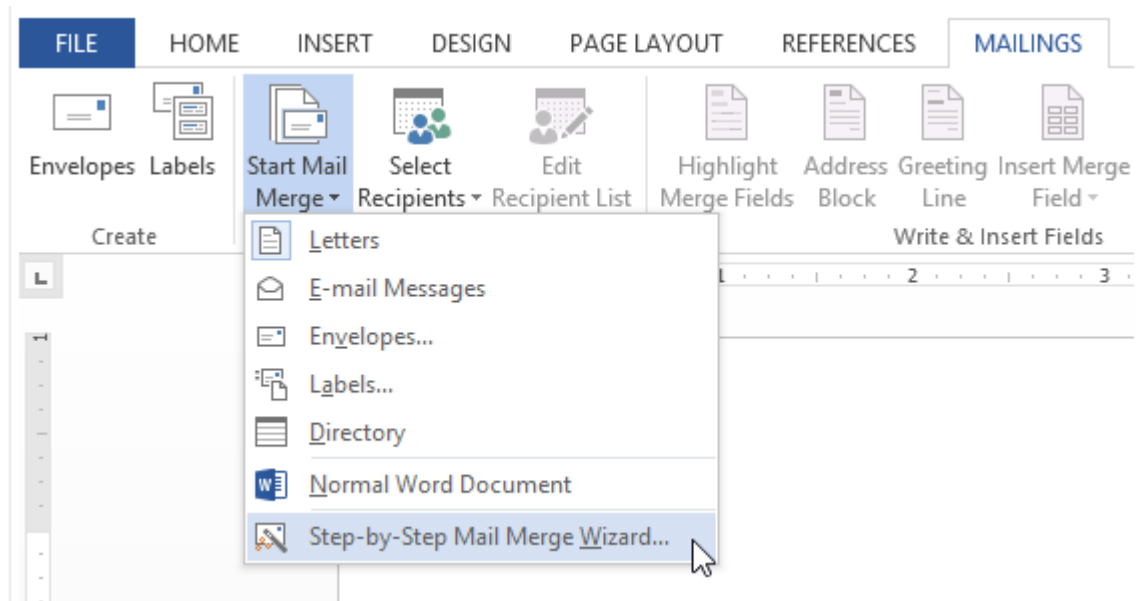 FILE HOME INSERT DESIGN PAGE LAYOUT REFERENCES MAILINGS
Envelopes Labels Start Mail Select Edit Highlight Address Greeting Insert Merge
Merge Recipients Recipient List Merge Fields Block Line Field
Create Write & Insert Fields
Letters
1 2 3
E-mail Messages
Envelopes...
1
Labels...
Directory
W Normal Word Document
Step-by-Step Mail Merge Wizard...